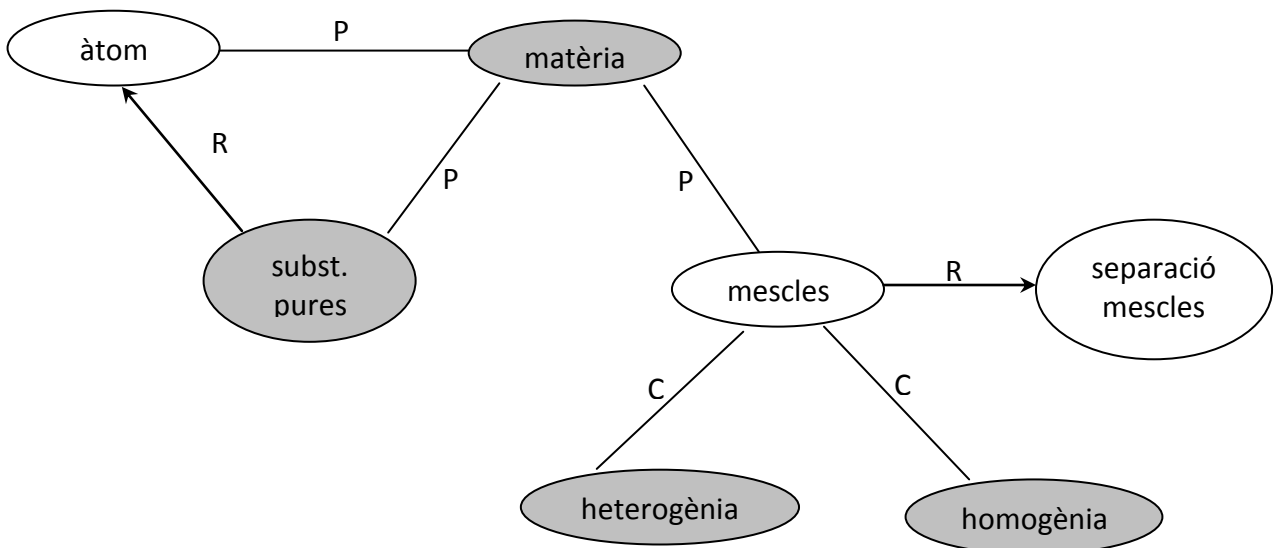 àtom
P
matèria
R
P
P
subst.
pures
mescles
R
separació
mescles
C
C
heterogènia
homogènia